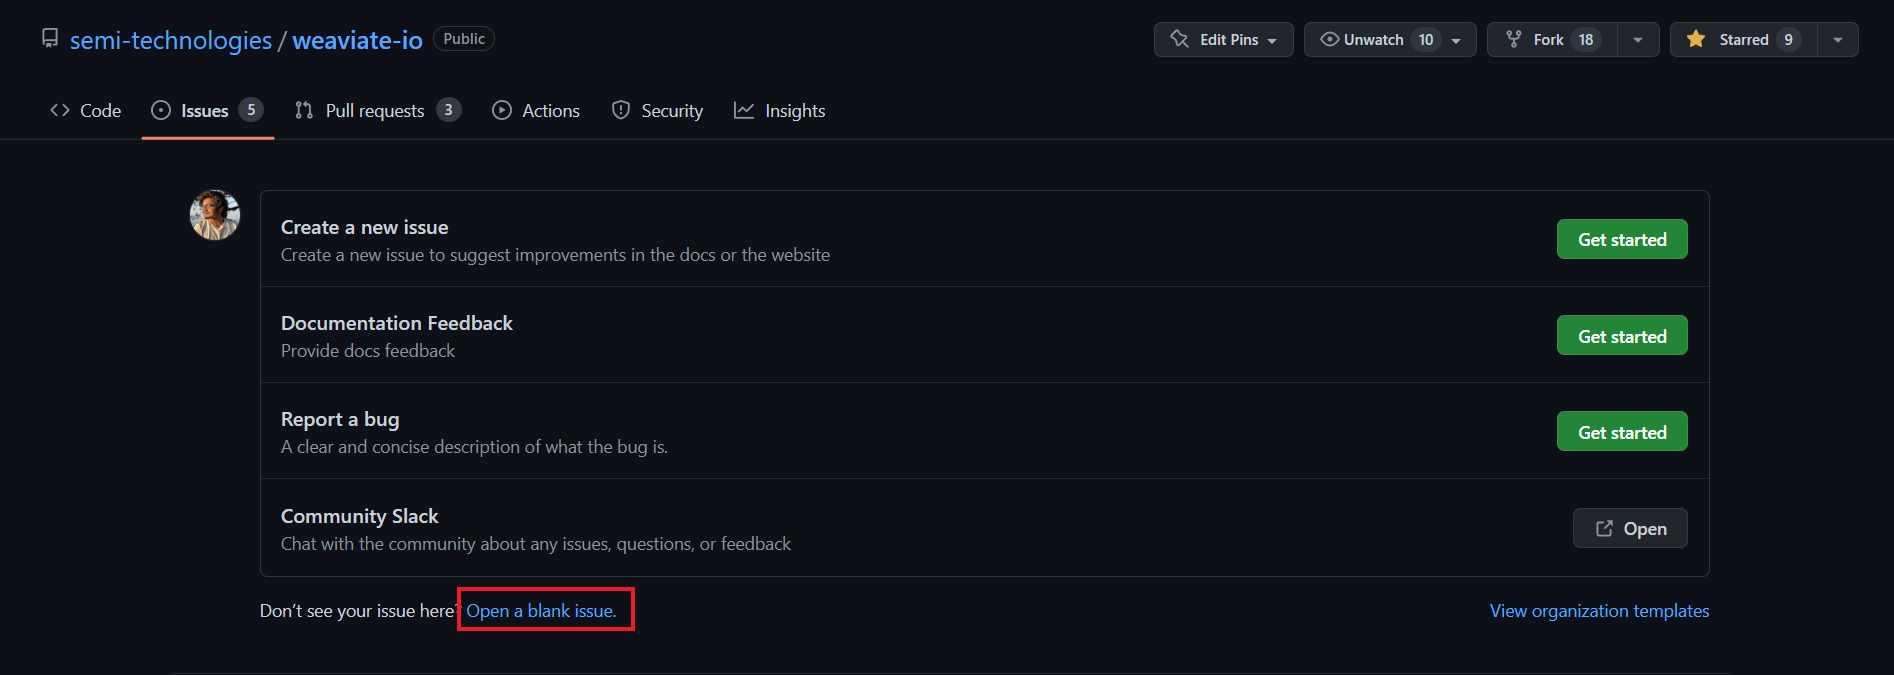 semi-technologies / weaviate-io Public
Edit Pins Unwatch 10 Fork 18 Starred 9
Code Issues 5 Pull requests 3 Actions Security Insights
Create a new issue
Create a new issue to suggest improvements in the docs or the website
Get started
Documentation Feedback
Provide docs feedback
Get started
Report a bug
A clear and concise description of what the bug is.
Get started
Community Slack
Chat with the community about any issues, questions, or feedback
Open
Don't see your issue here? Open a blank issue. View organization templates